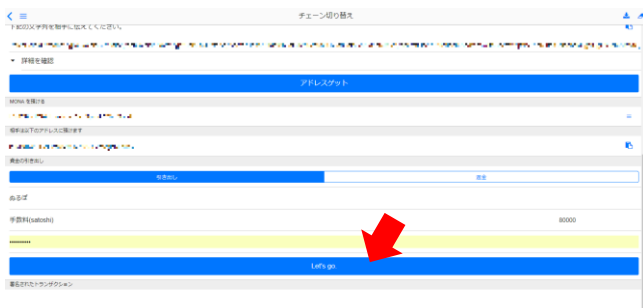 チェーン切り替え
下記の文字列を相手に伝えてください。
詳細を確認
アドレスゲット
MONA を預ける
相手は以下のアドレスに預けます
資金の引き出し
引き出し
返金
ぬるぽ
手数料(satoshi)
80000
Let's go.
署名されたトランザクション